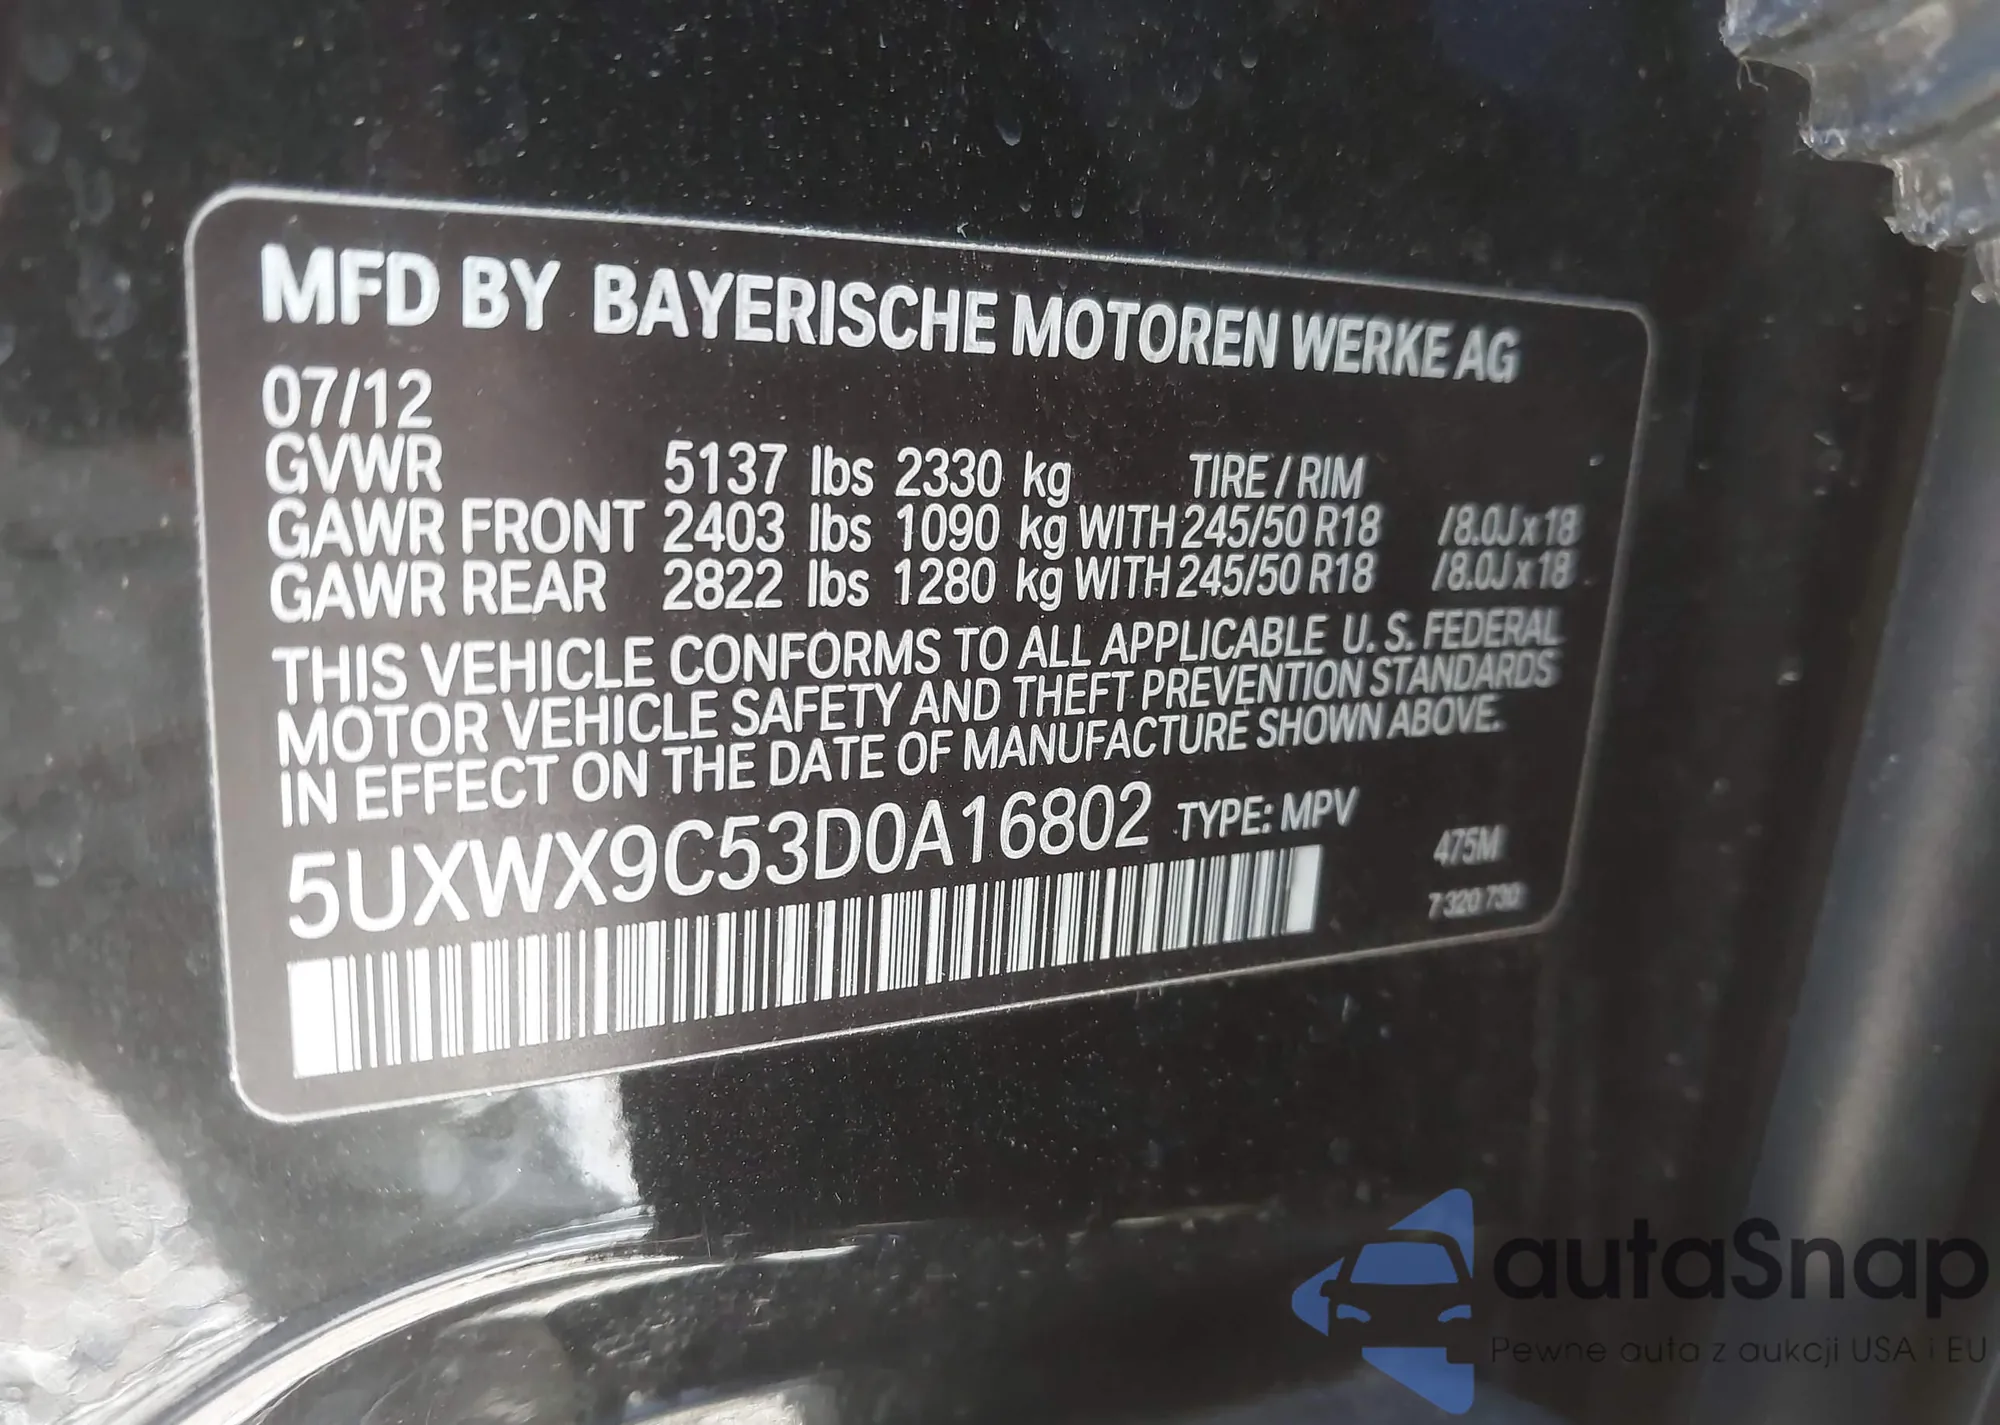 MFD BY BAYERISCHE MOTOREN WERKE AG
07/12
GVWR 5137 lbs 2330 kg TIRE / RIM
GAWR FRONT 2403 lbs 1090 kg WITH 245/50 R18 /8.0J x 18
GAWR REAR 2822 lbs 1280 kg WITH 245/50 R18 /8.0J x 18
THIS VEHICLE CONFORMS TO ALL APPLICABLE U. S. FEDERAL
MOTOR VEHICLE SAFETY AND THEFT PREVENTION STANDARDS
IN EFFECT ON THE DATE OF MANUFACTURE SHOWN ABOVE.
5UXWX9C53D0A16802 TYPE: MPV
475M
7 320 730
autaSnap
Pewne auta z aukcji USA i EU